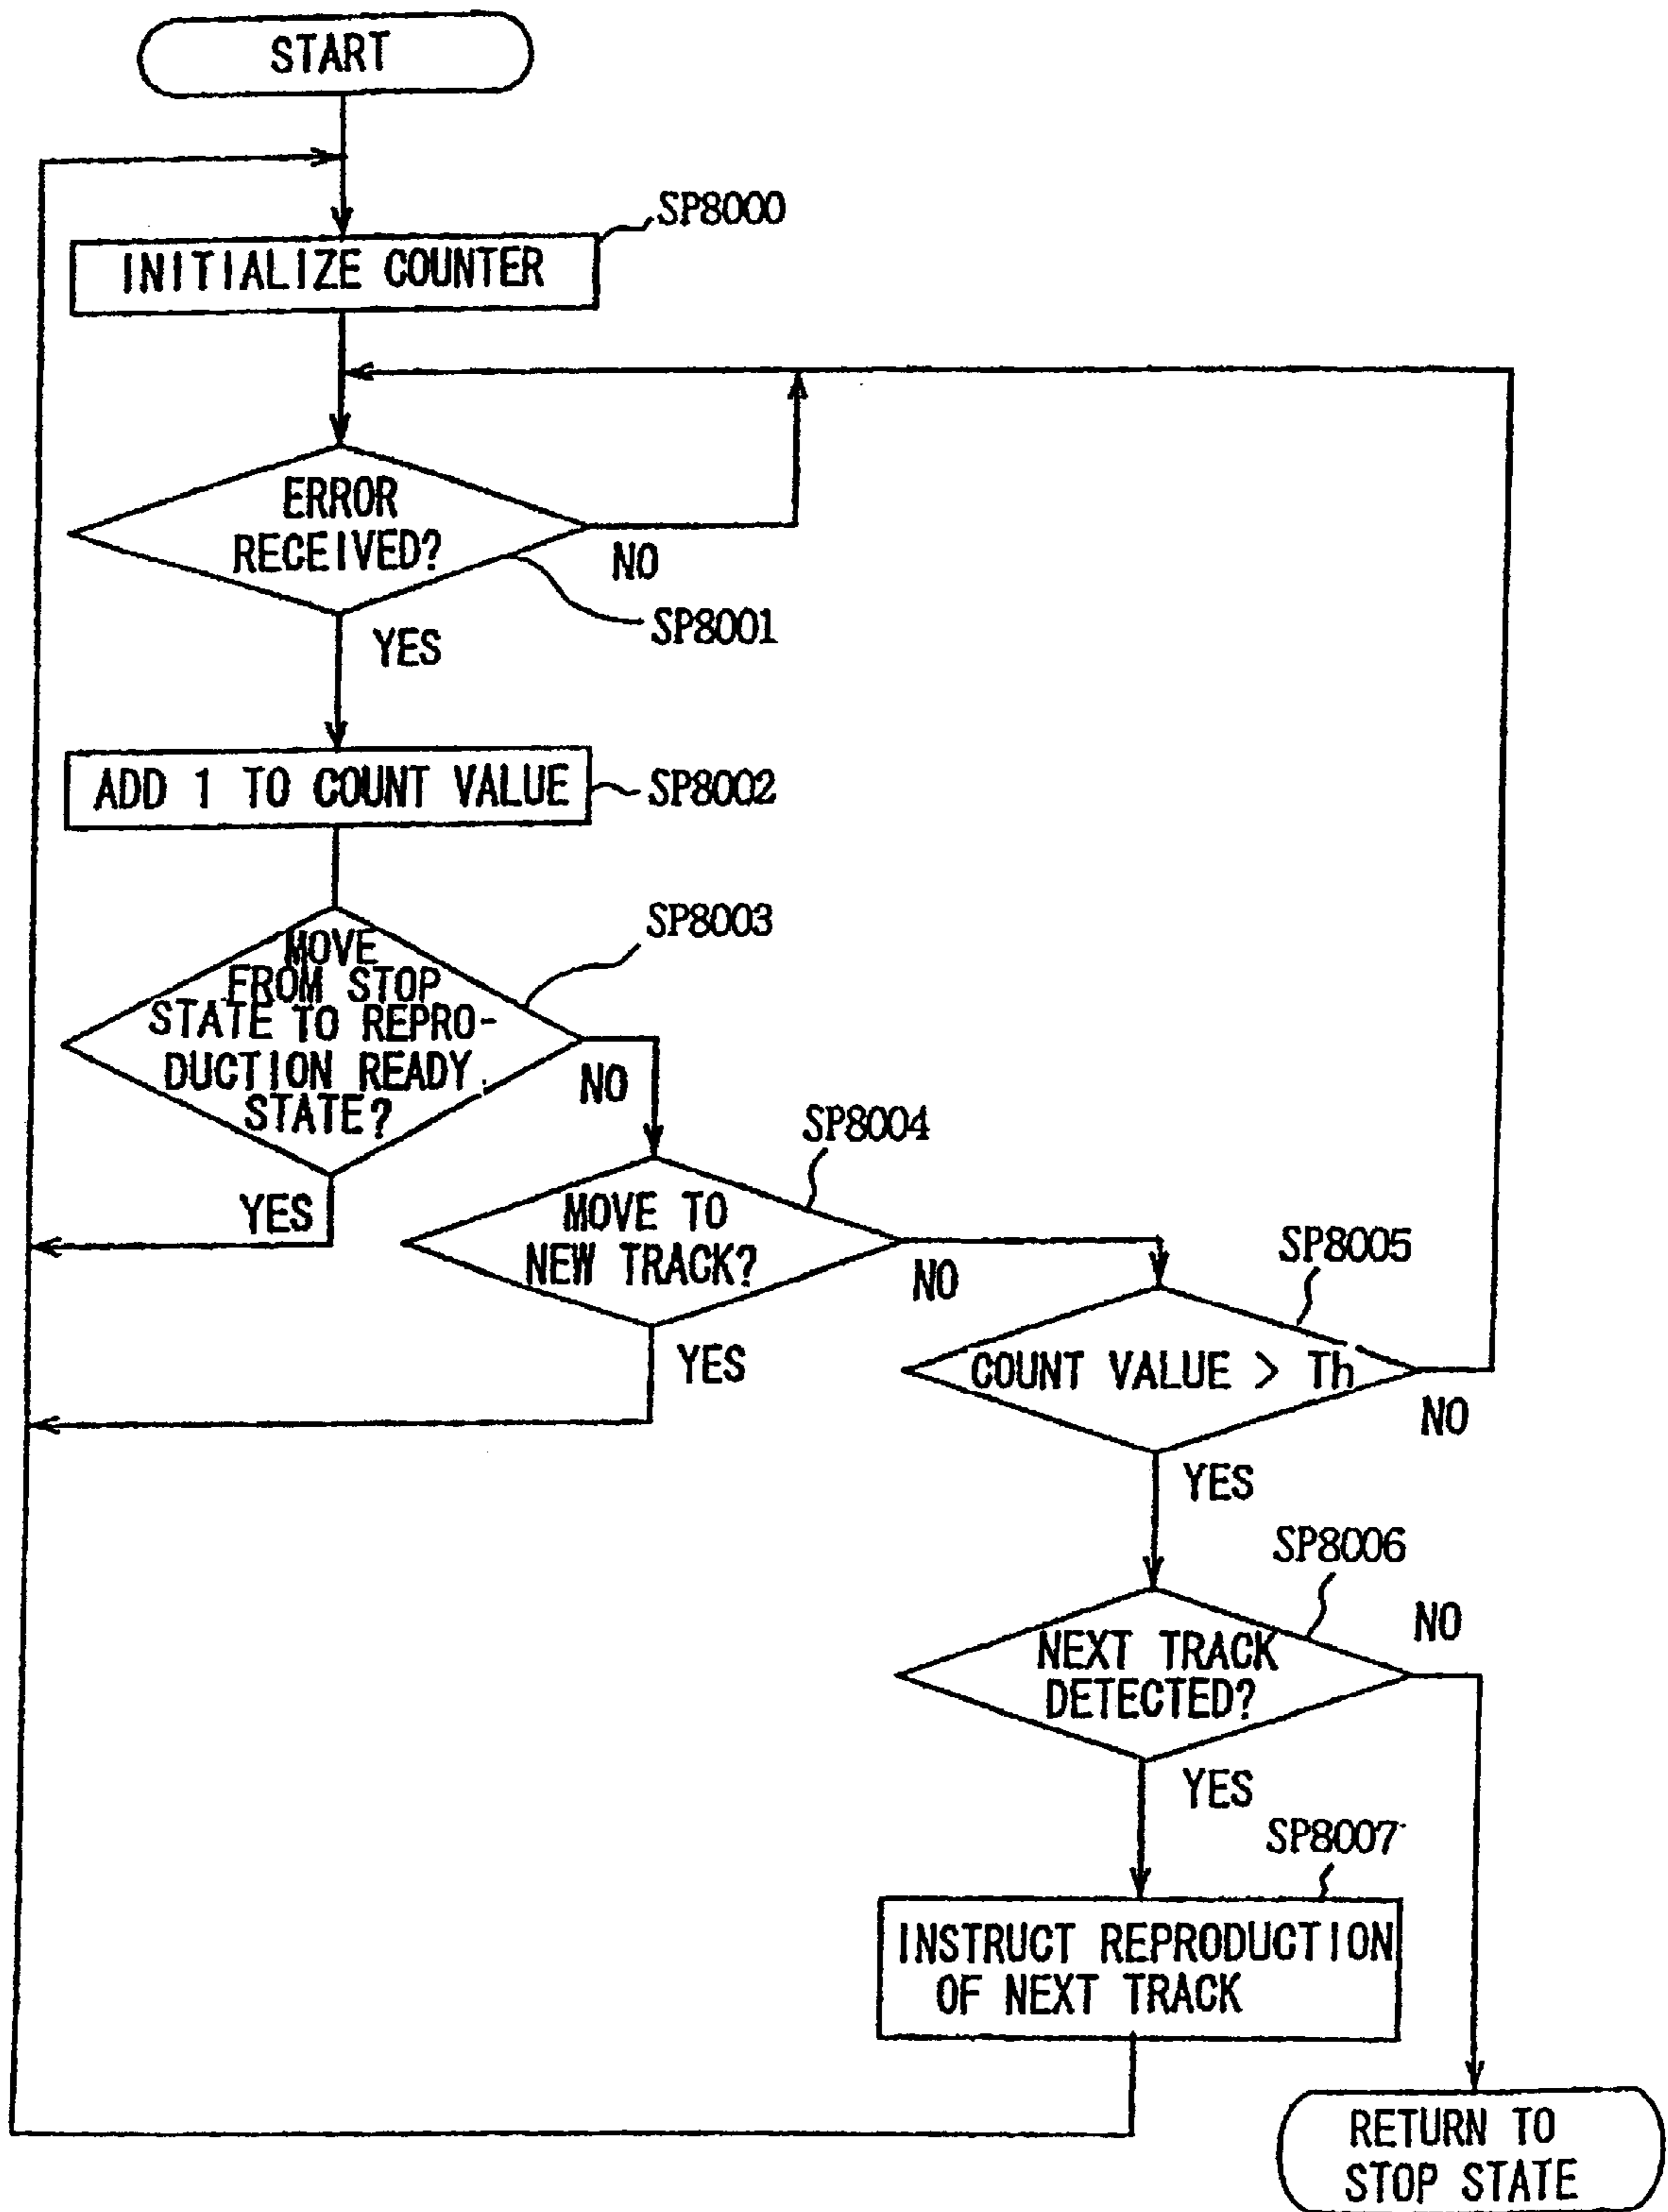 START
SP8000
INITIALIZE COUNTER
ERROR
RECEIVED?
NO
SP8001
YES
ADD 1 TO COUNT VALUE
SP8002
SP8003
MOVE
FROM STOP
STATE TO REPRO-
DUCTION READY
STATE?
NO
YES
SP8004
MOVE TO
NEW TRACK?
NO
YES
SP8005
COUNT VALUE > Th
NO
YES
SP8006
NEXT TRACK
DETECTED?
NO
YES
SP8007
INSTRUCT REPRODUCTION
OF NEXT TRACK
RETURN TO
STOP STATE